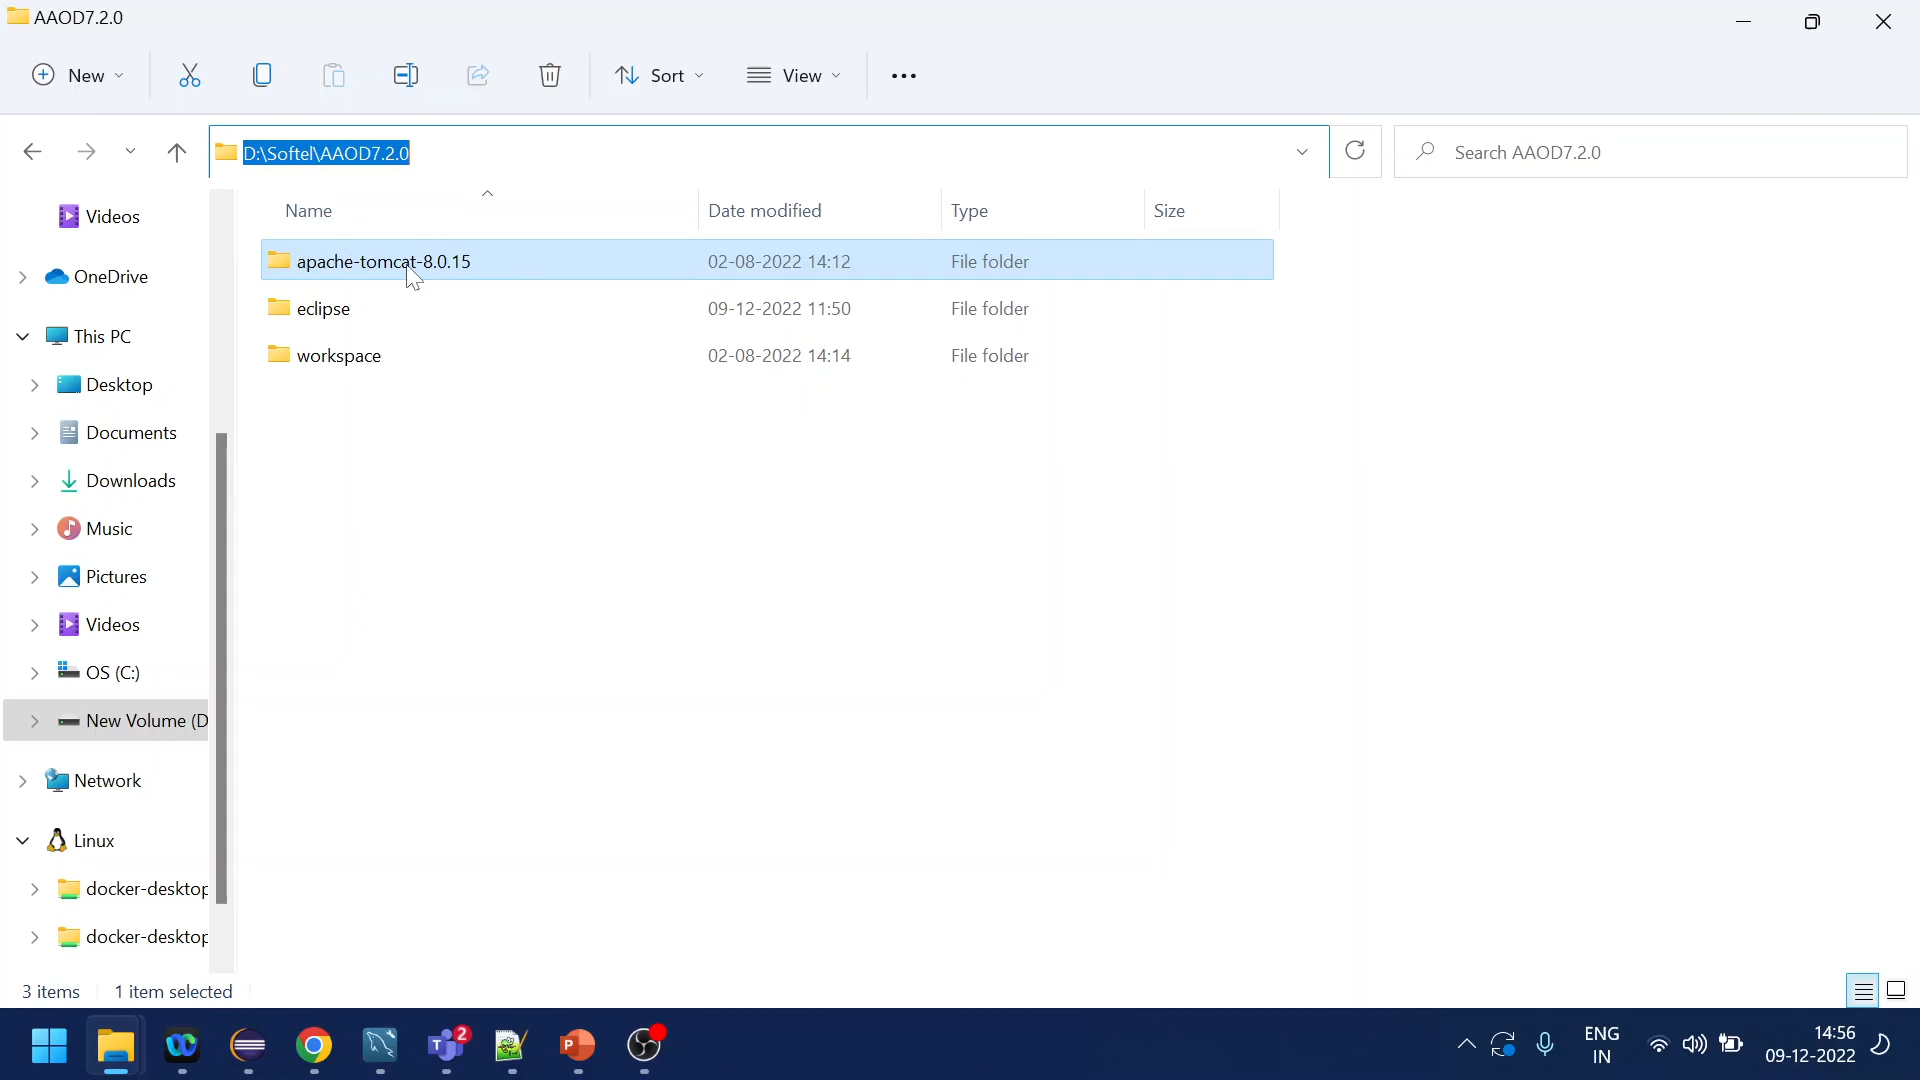 AAOD7.2.0
New
Sort
View
D:\Softel\AAOD7.2.0
Search AAOD7.2.0
Name Date modified Type Size
apache-tomcat-8.0.15 02-08-2022 14:12 File folder
eclipse 09-12-2022 11:50 File folder
workspace 02-08-2022 14:14 File folder
Videos
OneDrive
This PC
Desktop
Documents
Downloads
Music
Pictures
Videos
OS (C:)
New Volume (D
Network
Linux
docker-desktop
docker-desktop
3 items 1 item selected
2
ENG
IN
14:56
09-12-2022